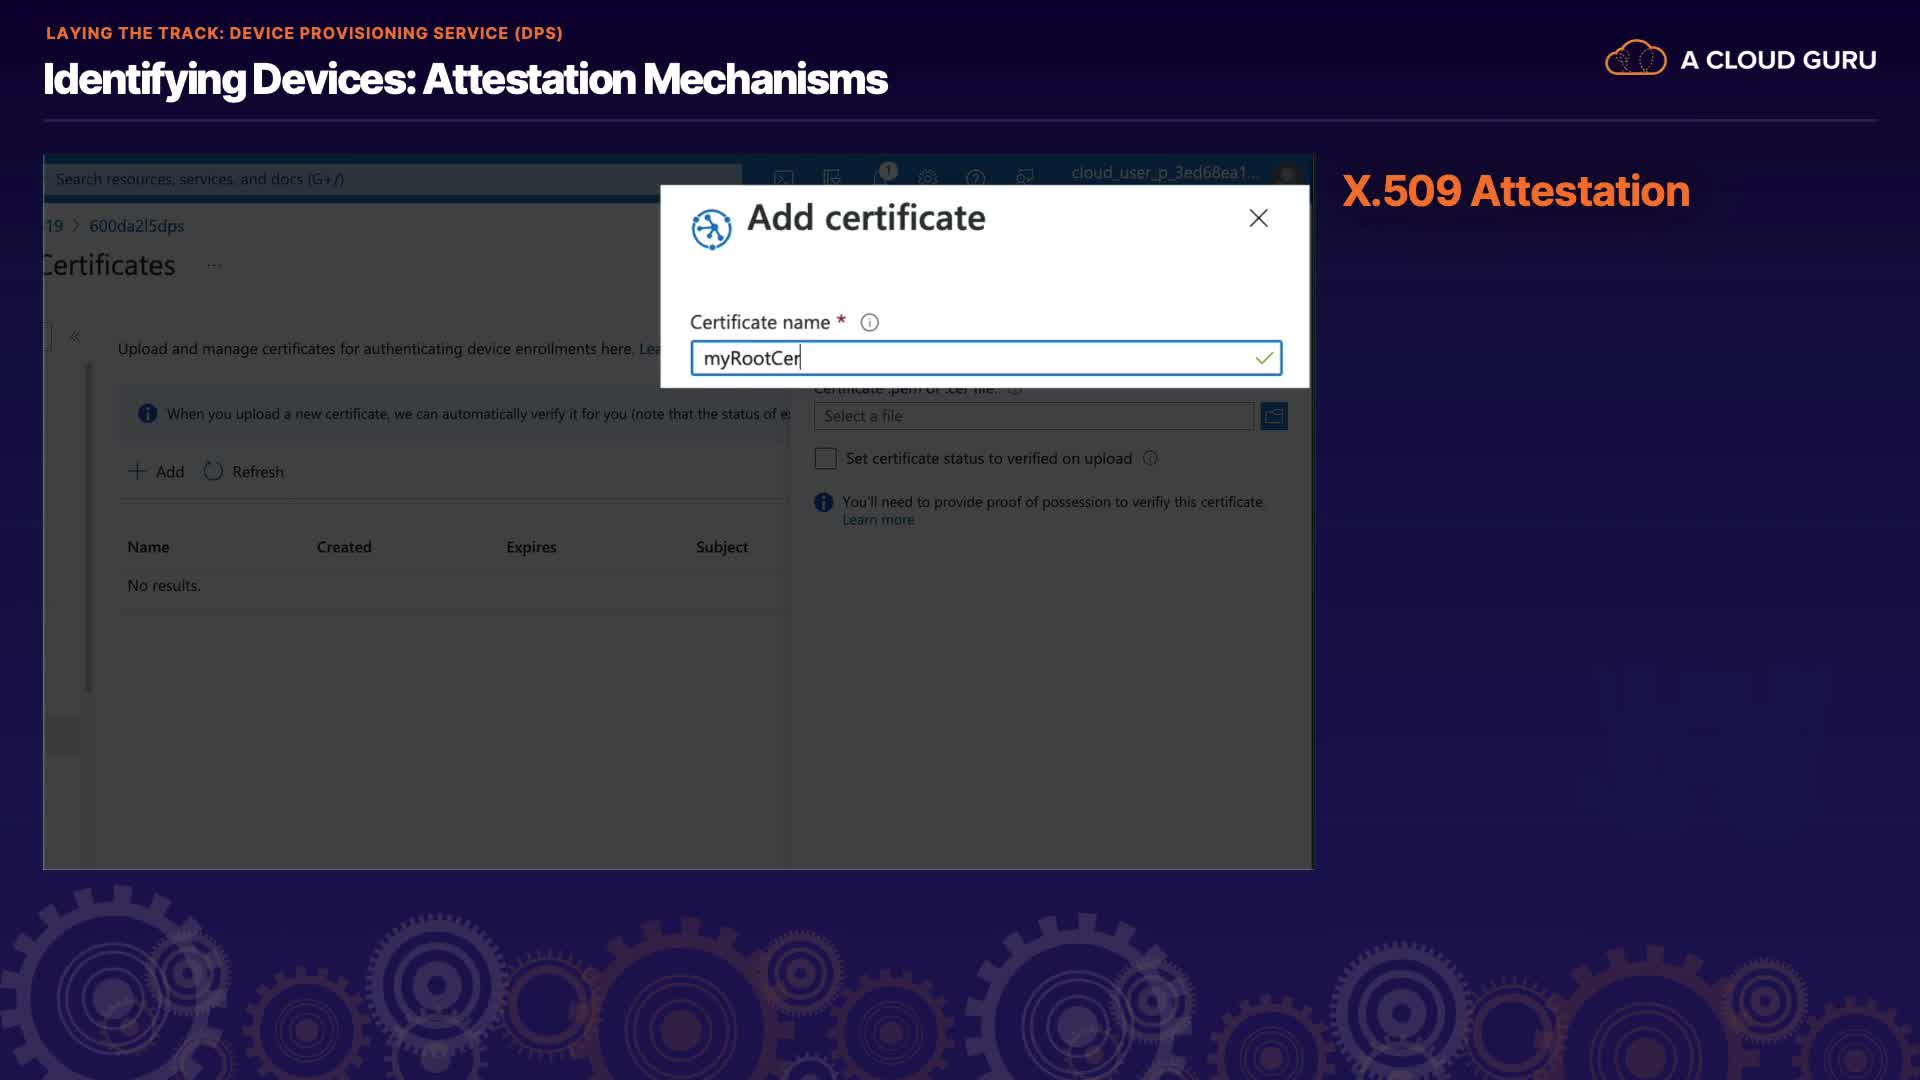 LAYING THE TRACK: DEVICE PROVISIONING SERVICE (DPS)
Identifying Devices: Attestation Mechanisms
A CLOUD GURU
Search resources, services, and docs (G+/)
1
cloud_user_p_3ed68ea1...
19 > 600da2l5dps
Certificates ...
Upload and manage certificates for authenticating device enrollments here. Lea
When you upload a new certificate, we can automatically verify it for you (note that the status of ex
Add Refresh
Name Created Expires Subject
No results.
Add certificate
Certificate name *
myRootCer
Certificate .pem or .cer file.
Select a file
Set certificate status to verified on upload
You'll need to provide proof of possession to verifiy this certificate.
Learn more
X.509 Attestation